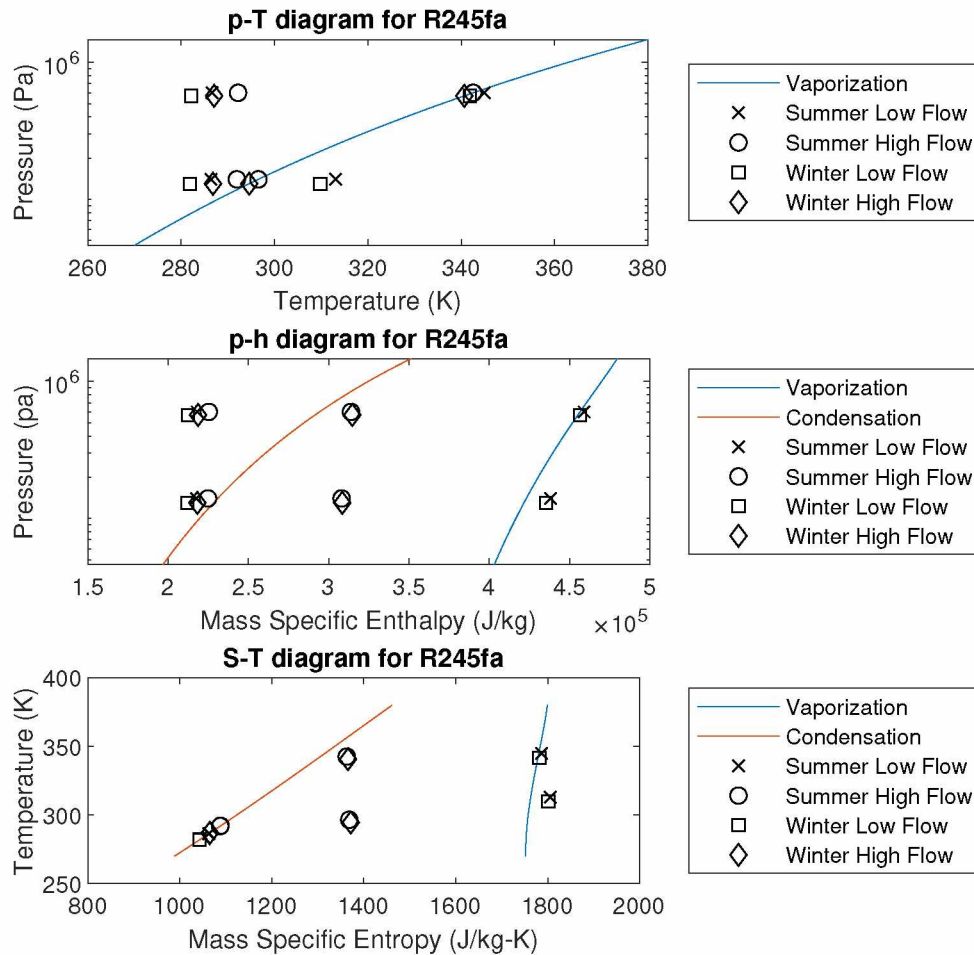 p-T diagram for R245fa
10^6
Pressure (Pa)
260 280 300 320 340 360 380
Temperature (K)
Vaporization
Summer Low Flow
Summer High Flow
Winter Low Flow
Winter High Flow
p-h diagram for R245fa
10^6
Pressure (pa)
1.5 2 2.5 3 3.5 4 4.5 5
Mass Specific Enthalpy (J/kg) × 10^5
Vaporization
Condensation
Summer Low Flow
Summer High Flow
Winter Low Flow
Winter High Flow
S-T diagram for R245fa
400
350
300
250
Temperature (K)
800 1000 1200 1400 1600 1800 2000
Mass Specific Entropy (J/kg-K)
Vaporization
Condensation
Summer Low Flow
Summer High Flow
Winter Low Flow
Winter High Flow